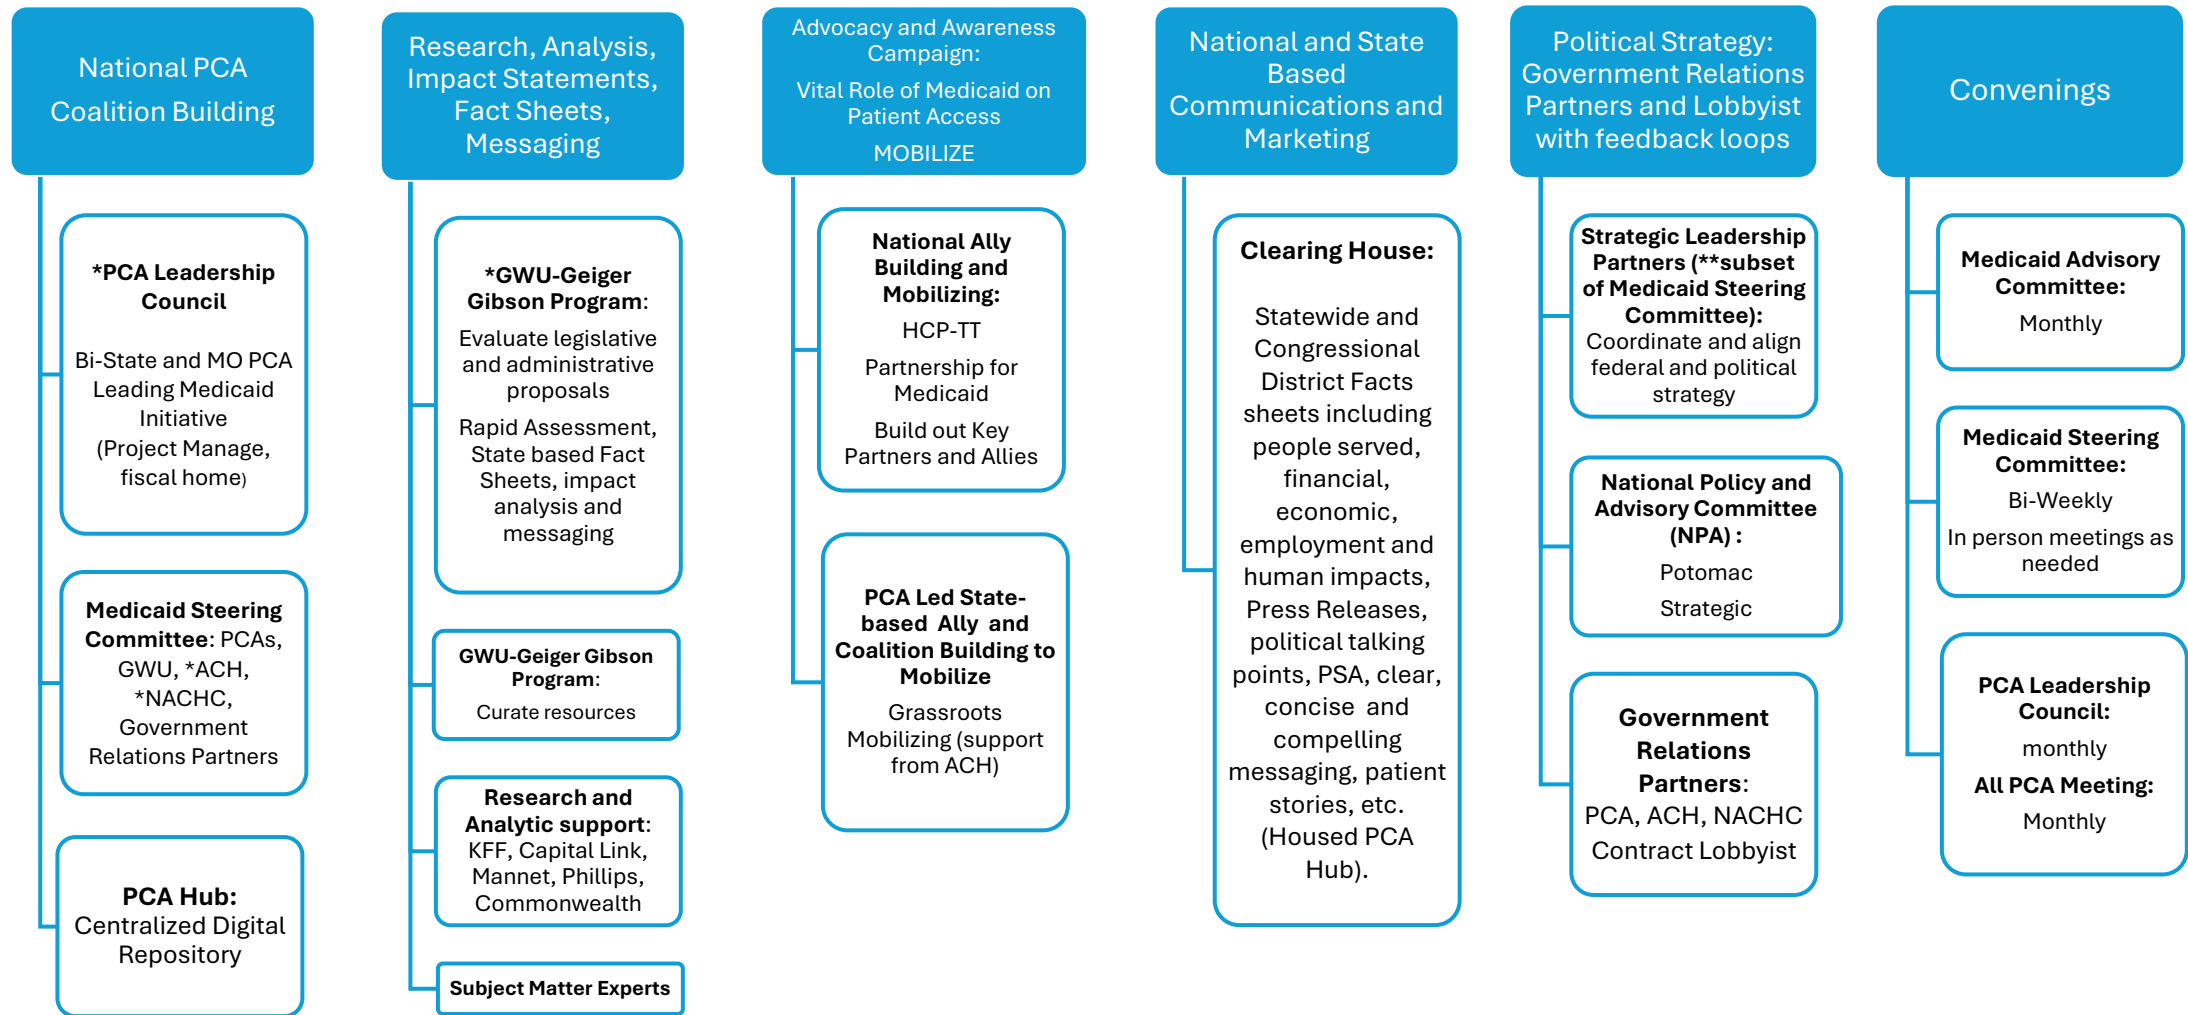 National PCA
Coalition Building
*PCA Leadership
Council
Bi-State and MO PCA
Leading Medicaid
Initiative
(Project Manage,
fiscal home)
Medicaid Steering
Committee: PCAs,
GWU, *ACH,
*NACHC,
Government
Relations Partners
PCA Hub:
Centralized Digital
Repository
Research, Analysis,
Impact Statements,
Fact Sheets,
Messaging
*GWU-Geiger
Gibson Program:
Evaluate legislative
and administrative
proposals
Rapid Assessment,
State based Fact
Sheets, impact
analysis and
messaging
GWU-Geiger Gibson
Program:
Curate resources
Research and
Analytic support:
KFF, Capital Link,
Mannet, Phillips,
Commonwealth
Subject Matter Experts
Advocacy and Awareness
Campaign:
Vital Role of Medicaid on
Patient Access
MOBILIZE
National Ally
Building and
Mobilizing:
HCP-TT
Partnership for
Medicaid
Build out Key
Partners and Allies
PCA Led State-
based Ally and
Coalition Building to
Mobilize
Grassroots
Mobilizing (support
from ACH)
National and State
Based
Communications and
Marketing
Clearing House:
Statewide and
Congressional
District Facts
sheets including
people served,
financial,
economic,
employment and
human impacts,
Press Releases,
political talking
points, PSA, clear,
concise and
compelling
messaging, patient
stories, etc.
(Housed PCA
Hub).
Political Strategy:
Government Relations
Partners and Lobbyist
with feedback loops
Strategic Leadership
Partners (**subset
of Medicaid Steering
Committee):
Coordinate and align
federal and political
strategy
National Policy and
Advisory Committee
(NPA) :
Potomac
Strategic
Government
Relations
Partners:
PCA, ACH, NACHC
Contract Lobbyist
Convenings
Medicaid Advisory
Committee:
Monthly
Medicaid Steering
Committee:
Bi-Weekly
In person meetings as
needed
PCA Leadership
Council:
monthly
All PCA Meeting:
Monthly